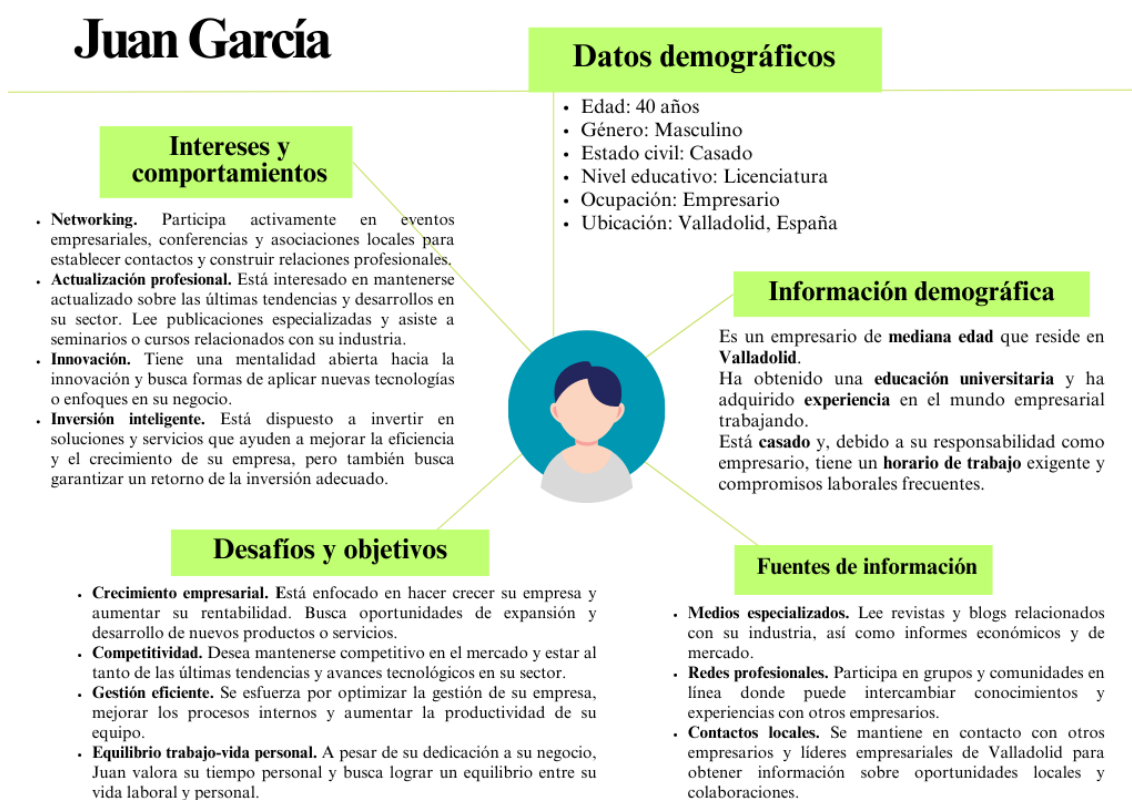 Juan García
Datos demográficos
• Edad: 40 años
• Género: Masculino
• Estado civil: Casado
• Nivel educativo: Licenciatura
• Ocupación: Empresario
• Ubicación: Valladolid, España
Intereses y
comportamientos
• Networking. Participa activamente en eventos
empresariales, conferencias y asociaciones locales para
establecer contactos y construir relaciones profesionales.
• Actualización profesional. Está interesado en mantenerse
actualizado sobre las últimas tendencias y desarrollos en
su sector. Lee publicaciones especializadas y asiste a
seminarios o cursos relacionados con su industria.
• Innovación. Tiene una mentalidad abierta hacia la
innovación y busca formas de aplicar nuevas tecnologías
o enfoques en su negocio.
• Inversión inteligente. Está dispuesto a invertir en
soluciones y servicios que ayuden a mejorar la eficiencia
y el crecimiento de su empresa, pero también busca
garantizar un retorno de la inversión adecuado.
Información demográfica
Es un empresario de mediana edad que reside en
Valladolid.
Ha obtenido una educación universitaria y ha
adquirido experiencia en el mundo empresarial
trabajando.
Está casado y, debido a su responsabilidad como
empresario, tiene un horario de trabajo exigente y
compromisos laborales frecuentes.
Desafíos y objetivos
• Crecimiento empresarial. Está enfocado en hacer crecer su empresa y
aumentar su rentabilidad. Busca oportunidades de expansión y
desarrollo de nuevos productos o servicios.
• Competitividad. Desea mantenerse competitivo en el mercado y estar al
tanto de las últimas tendencias y avances tecnológicos en su sector.
• Gestión eficiente. Se esfuerza por optimizar la gestión de su empresa,
mejorar los procesos internos y aumentar la productividad de su
equipo.
• Equilibrio trabajo-vida personal. A pesar de su dedicación a su negocio,
Juan valora su tiempo personal y busca lograr un equilibrio entre su
vida laboral y personal.
Fuentes de información
• Medios especializados. Lee revistas y blogs relacionados
con su industria, así como informes económicos y de
mercado.
• Redes profesionales. Participa en grupos y comunidades en
línea donde puede intercambiar conocimientos y
experiencias con otros empresarios.
• Contactos locales. Se mantiene en contacto con otros
empresarios y líderes empresariales de Valladolid para
obtener información sobre oportunidades locales y
colaboraciones.